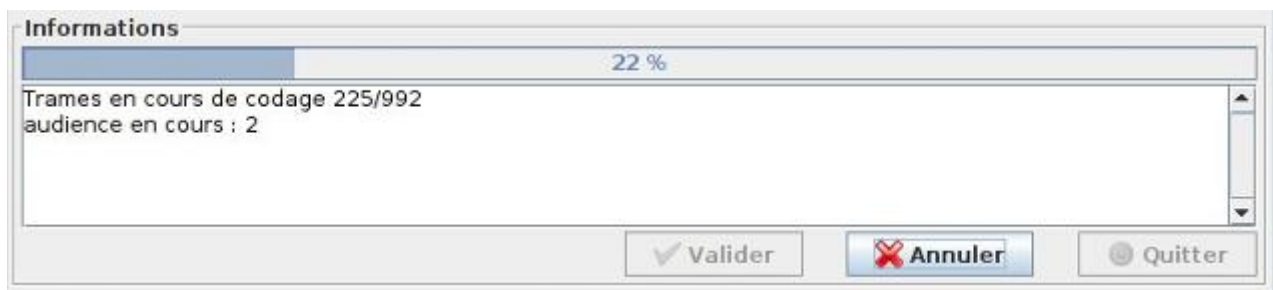 Informations
22 %
Trames en cours de codage 225/992
audience en cours : 2
Valider Annuler Quitter